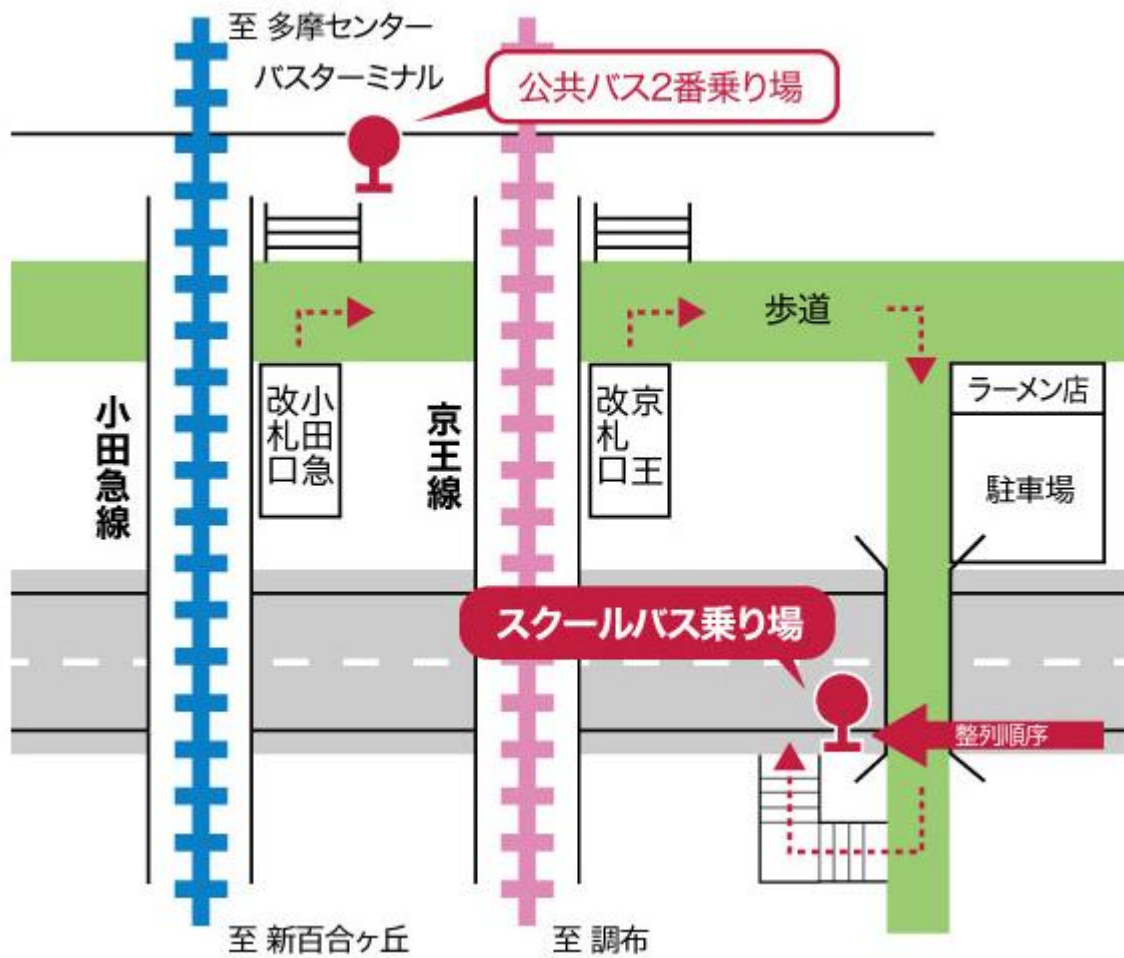 至 多摩センター
バスターミナル
公共バス2番乗り場
歩道
小田急線
小田急
改札口
京王線
京王
改札口
ラーメン店
駐車場
スクールバス乗り場
整列順序
至 新百合ヶ丘
至 調布